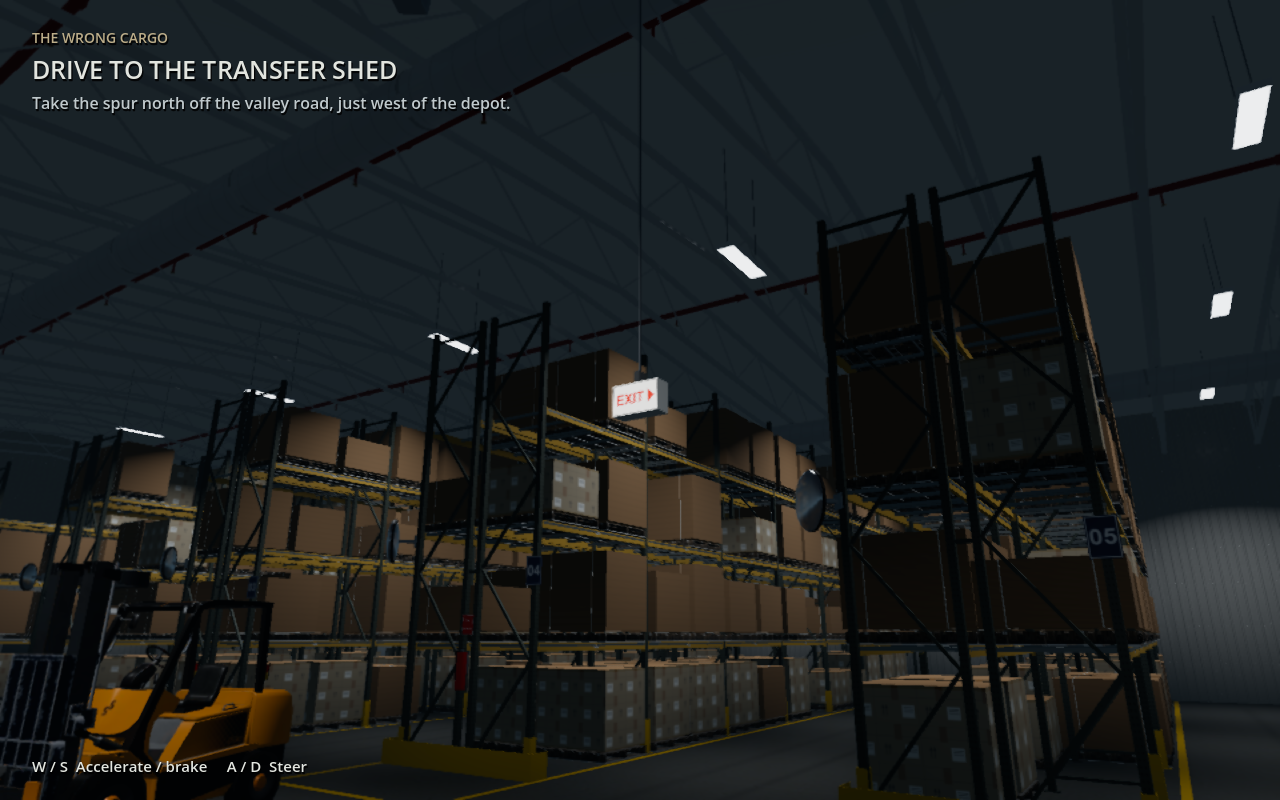 THE WRONG CARGO
DRIVE TO THE TRANSFER SHED
Take the spur north off the valley road, just west of the depot.
EXIT
05
04
W / S Accelerate / brake A / D Steer